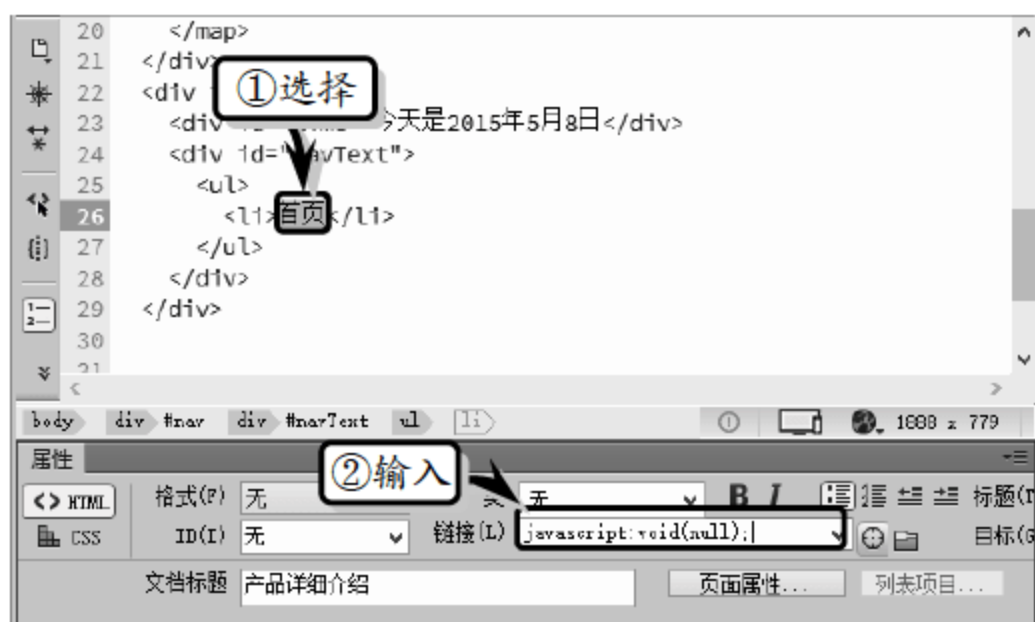 20 </map>
21 </div>
①选择
22 <div
23 <div 今天是2015年5月8日</div>
24 <div id="navText">
25 <ul>
26 <li>首页</li>
27 </ul>
28 </div>
29 </div>
30
body div #nav div #navText ul li 1888 x 779
属性
②输入
<> HTML 格式(F) 无 无 B I 标题(T
CSS ID(I) 无 链接(L) javascript:void(null); 目标(G
文档标题 产品详细介绍 页面属性... 列表项目...